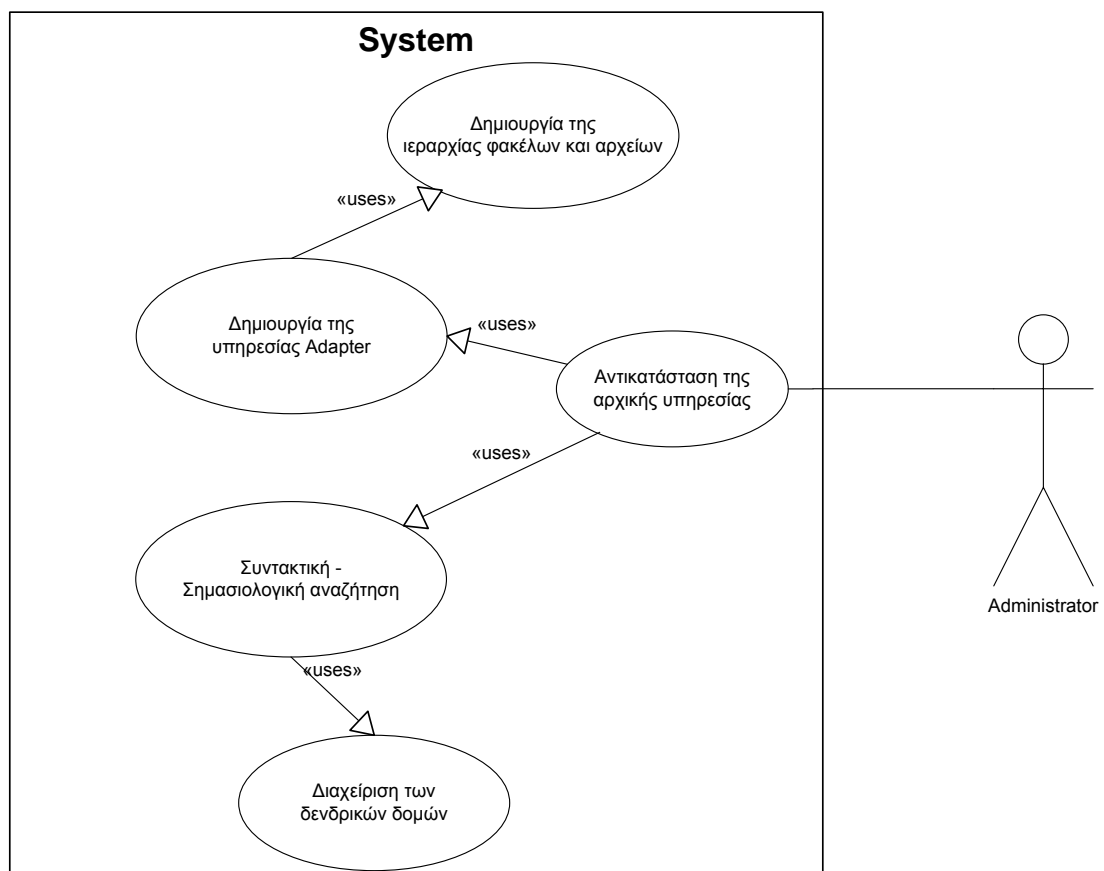 System
Δημιουργία της
ιεραρχίας φακέλων και αρχείων
«uses»
Δημιουργία της
υπηρεσίας Adapter
«uses»
Αντικατάσταση της
αρχικής υπηρεσίας
«uses»
Συντακτική -
Σημασιολογική αναζήτηση
Administrator
«uses»
Διαχείριση των
δενδρικών δομών